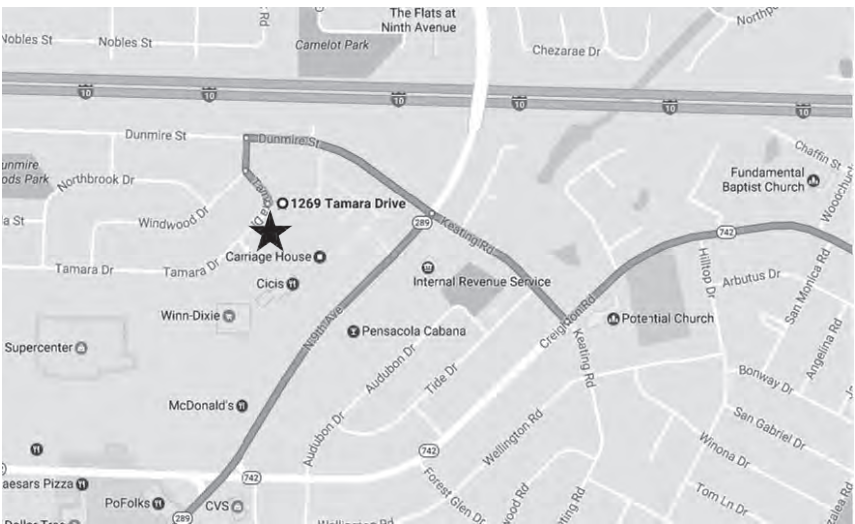 Rd
The Flats at
Ninth Avenue
Nobles St
Nobles St
Camelot Park
Chezarae Dr
10
10
10
10
10
10
Dunmire St
Dunmire St
Chaffin St
Northbrook Dr
Fundamental
Baptist Church
1269 Tamara Drive
Windwood Dr
289
Keating Rd
742
Carriage House
Tamara Dr
Tamara Dr
Cicis
Internal Revenue Service
Hilltop Dr
Arbutus Dr
San Monica Rd
Winn-Dixie
N 9th Ave
Pensacola Cabana
Creighton Rd
Potential Church
Supercenter
Keating Rd
Angelina Rd
Audubon Dr
Tide Dr
Bonway Dr
McDonald's
Audubon Dr
Wellington Rd
San Gabriel Dr
742
Winona Dr
742
Forest Glen Dr
Tom Ln Dr
PoFolks
CVS
289